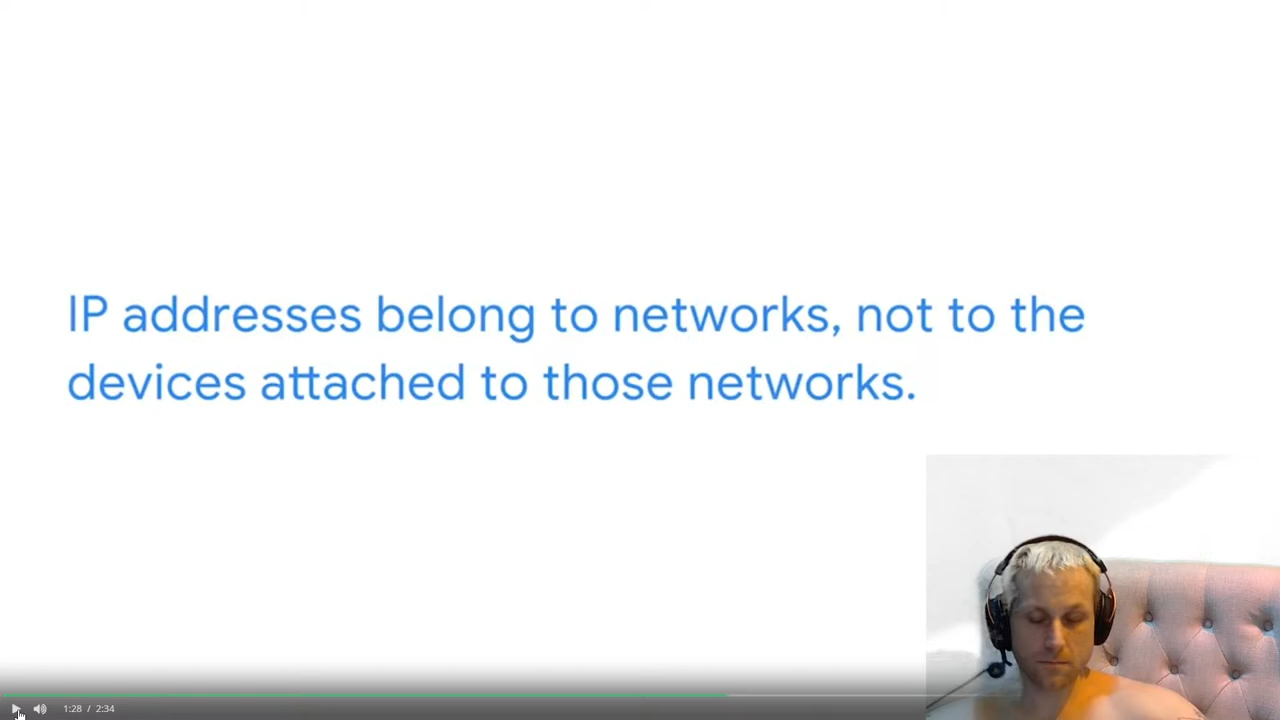 IP addresses belong to networks, not to the
devices attached to those networks.
1:28 / 2:34